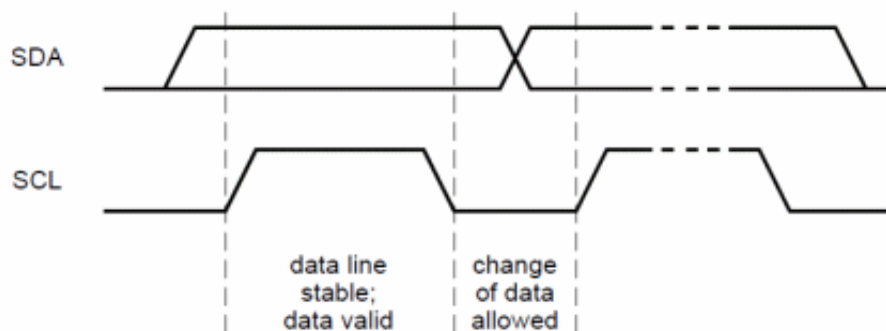 SDA
SCL
data line
stable;
data valid
change
of data
allowed